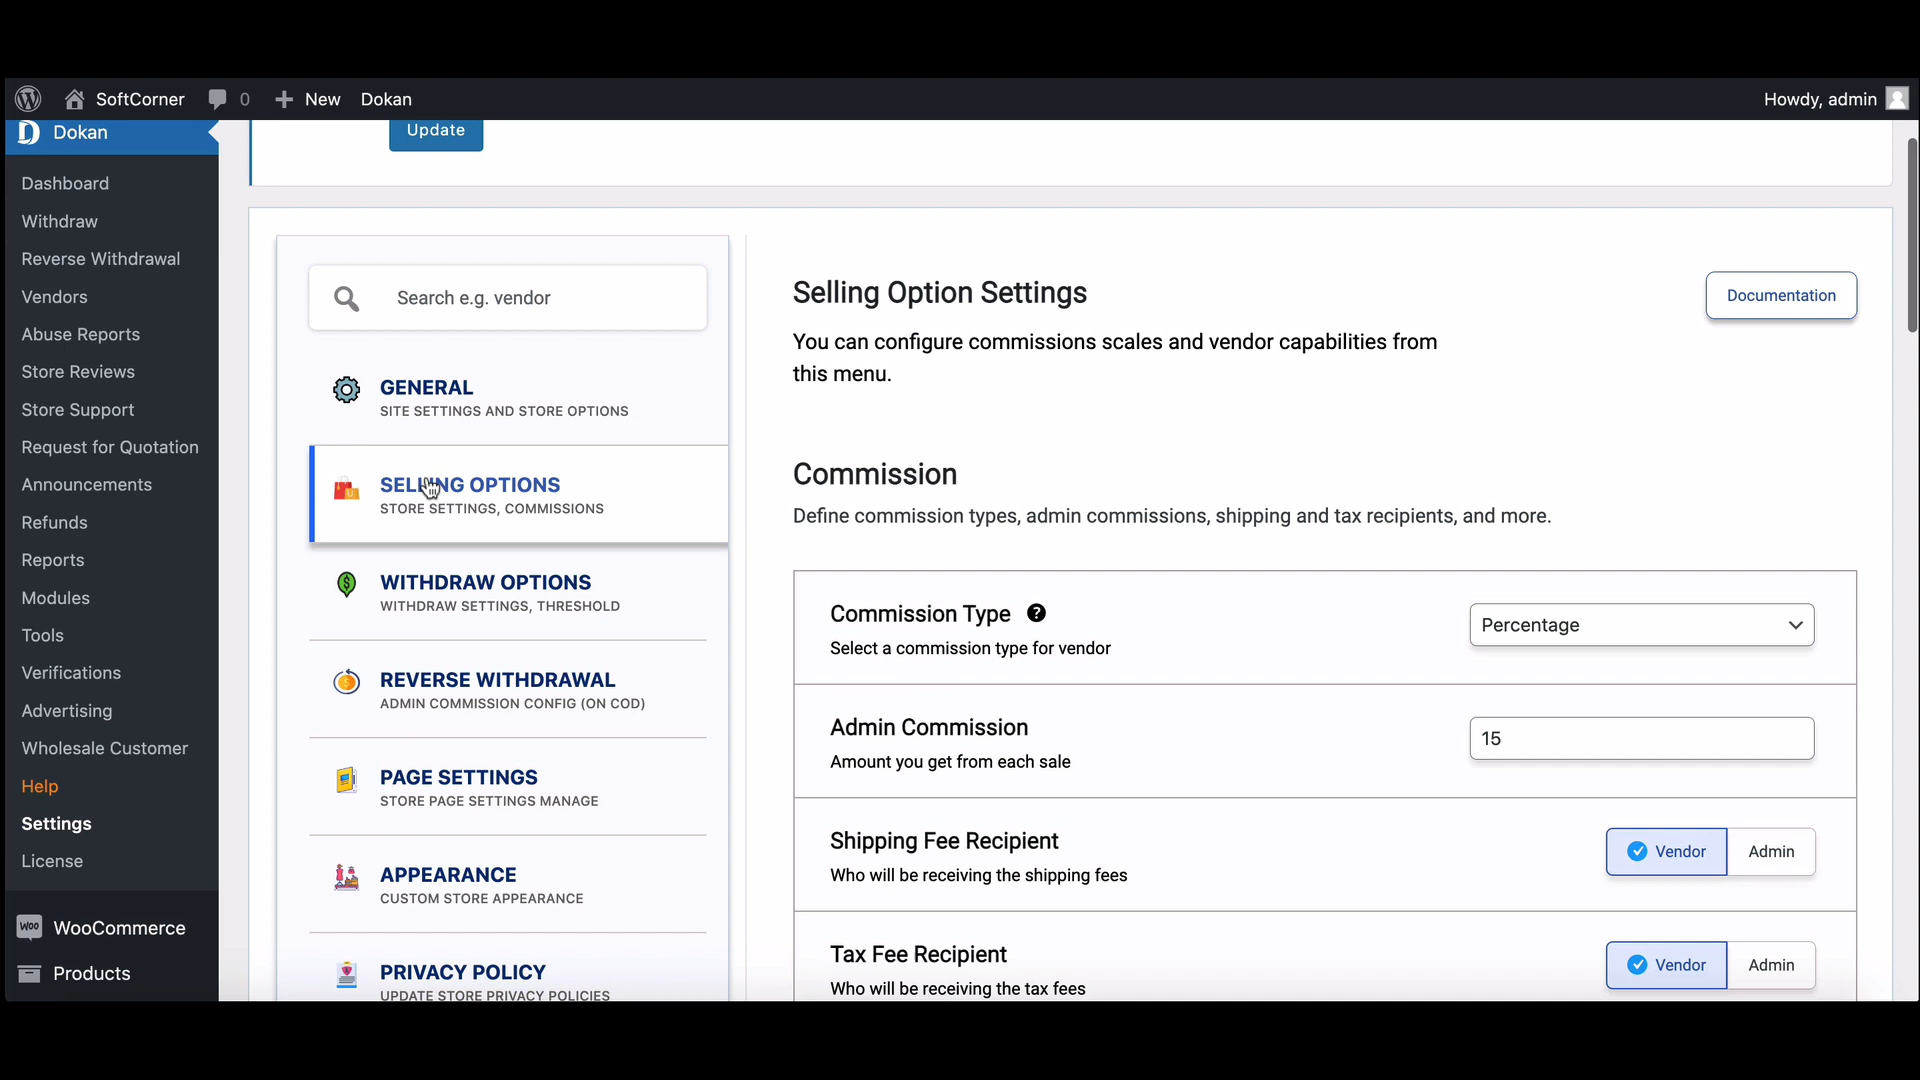 SoftCorner
0
New
Dokan
Howdy, admin
Dokan
Dashboard
Withdraw
Reverse Withdrawal
Vendors
Abuse Reports
Store Reviews
Store Support
Request for Quotation
Announcements
Refunds
Reports
Modules
Tools
Verifications
Advertising
Wholesale Customer
Help
Settings
License
Woo
WooCommerce
Products
Update
Search e.g. vendor
GENERAL
SITE SETTINGS AND STORE OPTIONS
SELLING OPTIONS
STORE SETTINGS, COMMISSIONS
WITHDRAW OPTIONS
WITHDRAW SETTINGS, THRESHOLD
REVERSE WITHDRAWAL
ADMIN COMMISSION CONFIG (ON COD)
PAGE SETTINGS
STORE PAGE SETTINGS MANAGE
APPEARANCE
CUSTOM STORE APPEARANCE
PRIVACY POLICY
UPDATE STORE PRIVACY POLICIES
Selling Option Settings
Documentation
You can configure commissions scales and vendor capabilities from
this menu.
Commission
Define commission types, admin commissions, shipping and tax recipients, and more.
Commission Type ?
Select a commission type for vendor
Percentage
Admin Commission
Amount you get from each sale
15
Shipping Fee Recipient
Who will be receiving the shipping fees
Vendor
Admin
Tax Fee Recipient
Who will be receiving the tax fees
Vendor
Admin